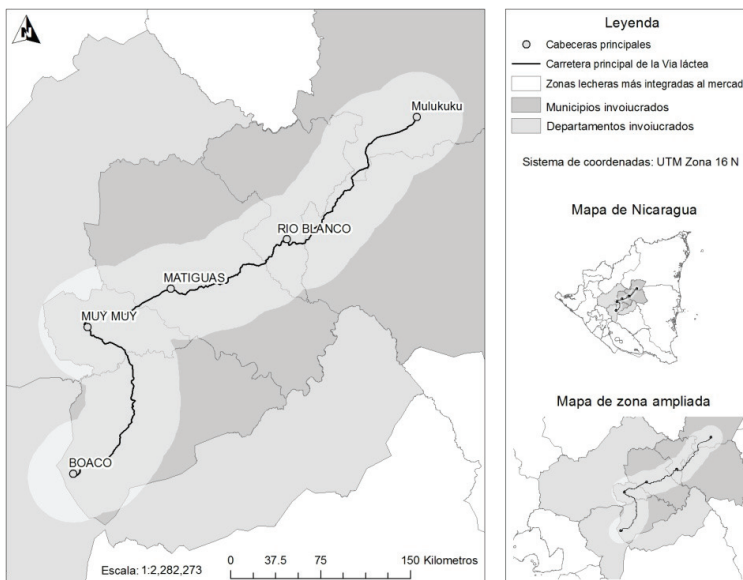 N
Mulukuku
RIO BLANCO
MATIGUAS
MUY MUY
BOACO
Escala: 1:2,282,273
0 37.5 75 150 Kilometros
Leyenda
Cabeceras principales
Carretera principal de la Via láctea
Zonas lecheras más integradas al mercad
Municipios invoiucrados
Departamentos invoiucrados
Sistema de coordenadas: UTM Zona 16 N
Mapa de Nicaragua
Mapa de zona ampliada